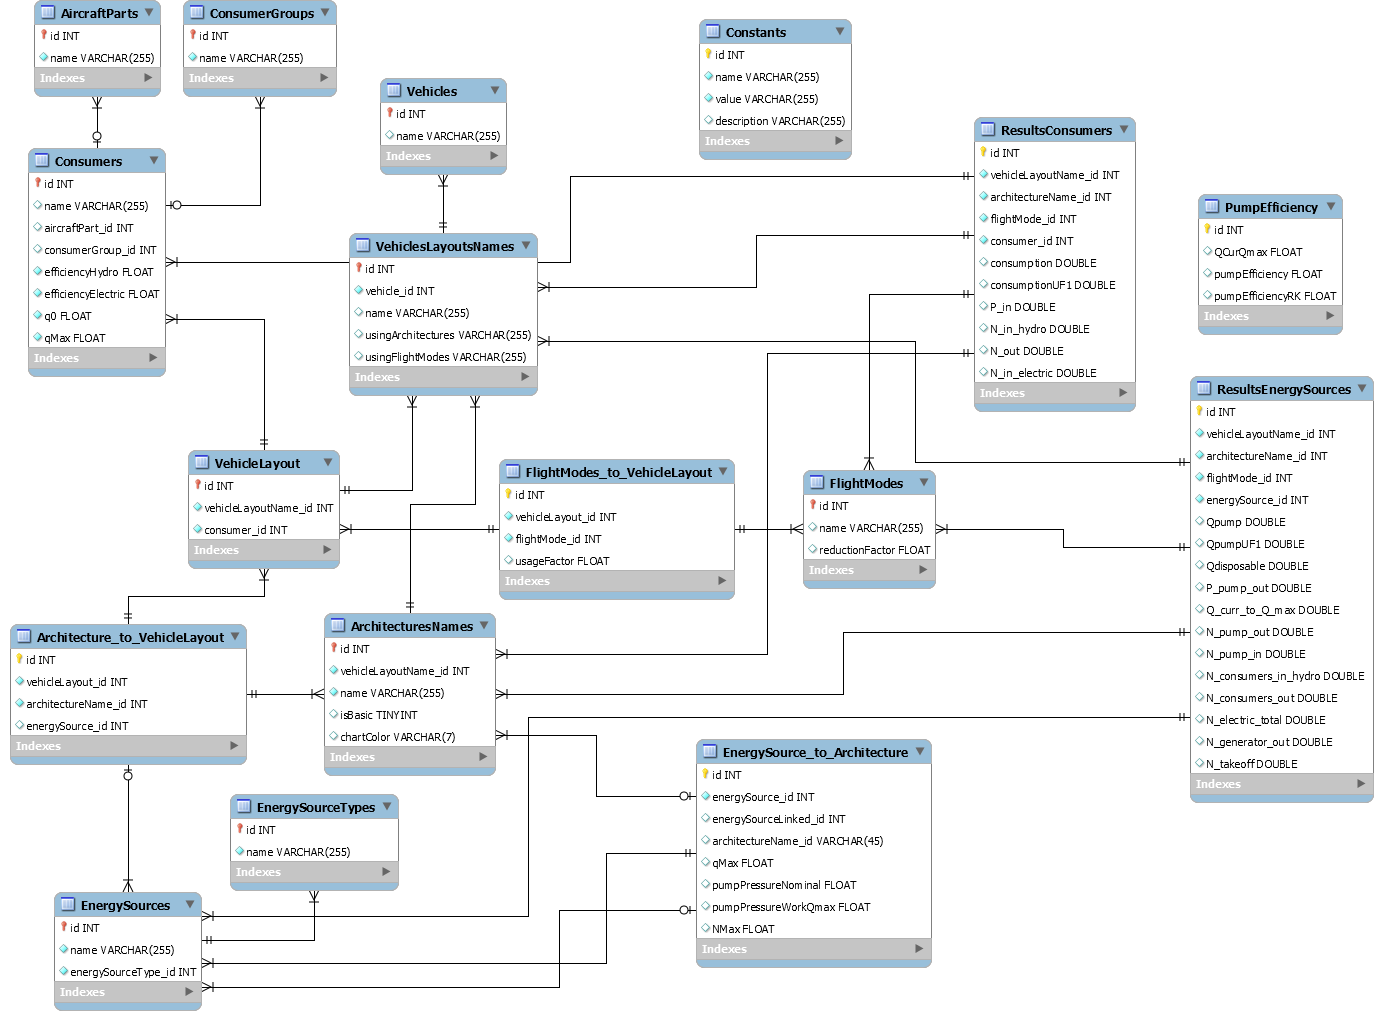 AircraftParts
id INT
name VARCHAR(255)
Indexes
ConsumerGroups
id INT
name VARCHAR(255)
Indexes
Constants
id INT
name VARCHAR(255)
value VARCHAR(255)
description VARCHAR(255)
Indexes
Vehicles
id INT
name VARCHAR(255)
Indexes
ResultsConsumers
id INT
vehicleLayoutName_id INT
architectureName_id INT
flightMode_id INT
consumer_id INT
consumption DOUBLE
consumptionUF1 DOUBLE
P_in DOUBLE
N_in_hydro DOUBLE
N_out DOUBLE
N_in_electric DOUBLE
Indexes
Consumers
id INT
name VARCHAR(255)
aircraftPart_id INT
consumerGroup_id INT
efficiencyHydro FLOAT
efficiencyElectric FLOAT
q0 FLOAT
qMax FLOAT
Indexes
PumpEfficiency
id INT
QCurQmax FLOAT
pumpEfficiency FLOAT
pumpEfficiencyRK FLOAT
Indexes
VehiclesLayoutsNames
id INT
vehicle_id INT
name VARCHAR(255)
usingArchitectures VARCHAR(255)
usingFlightModes VARCHAR(255)
Indexes
ResultsEnergySources
id INT
vehicleLayoutName_id INT
architectureName_id INT
flightMode_id INT
energySource_id INT
Qpump DOUBLE
QpumpUF1 DOUBLE
Qdisposable DOUBLE
P_pump_out DOUBLE
Q_curr_to_Q_max DOUBLE
N_pump_out DOUBLE
N_pump_in DOUBLE
N_consumers_in_hydro DOUBLE
N_consumers_out DOUBLE
N_electric_total DOUBLE
N_generator_out DOUBLE
N_takeoff DOUBLE
Indexes
VehicleLayout
id INT
vehicleLayoutName_id INT
consumer_id INT
Indexes
FlightModes_to_VehicleLayout
id INT
vehicleLayout_id INT
flightMode_id INT
usageFactor FLOAT
Indexes
FlightModes
id INT
name VARCHAR(255)
reductionFactor FLOAT
Indexes
Architecture_to_VehicleLayout
id INT
vehicleLayout_id INT
architectureName_id INT
energySource_id INT
Indexes
ArchitecturesNames
id INT
vehicleLayoutName_id INT
name VARCHAR(255)
isBasic TINYINT
chartColor VARCHAR(7)
Indexes
EnergySource_to_Architecture
id INT
energySource_id INT
energySourceLinked_id INT
architectureName_id VARCHAR(45)
qMax FLOAT
pumpPressureNominal FLOAT
pumpPressureWorkQmax FLOAT
NMax FLOAT
Indexes
EnergySourceTypes
id INT
name VARCHAR(255)
Indexes
EnergySources
id INT
name VARCHAR(255)
energySourceType_id INT
Indexes